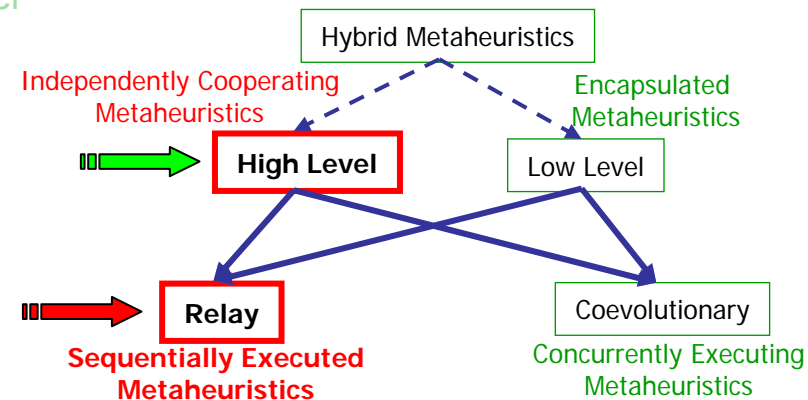 Hybrid Metaheuristics
Independently Cooperating
Metaheuristics
Encapsulated
Metaheuristics
High Level
Low Level
Relay
Coevolutionary
Sequentially Executed
Metaheuristics
Concurrently Executing
Metaheuristics